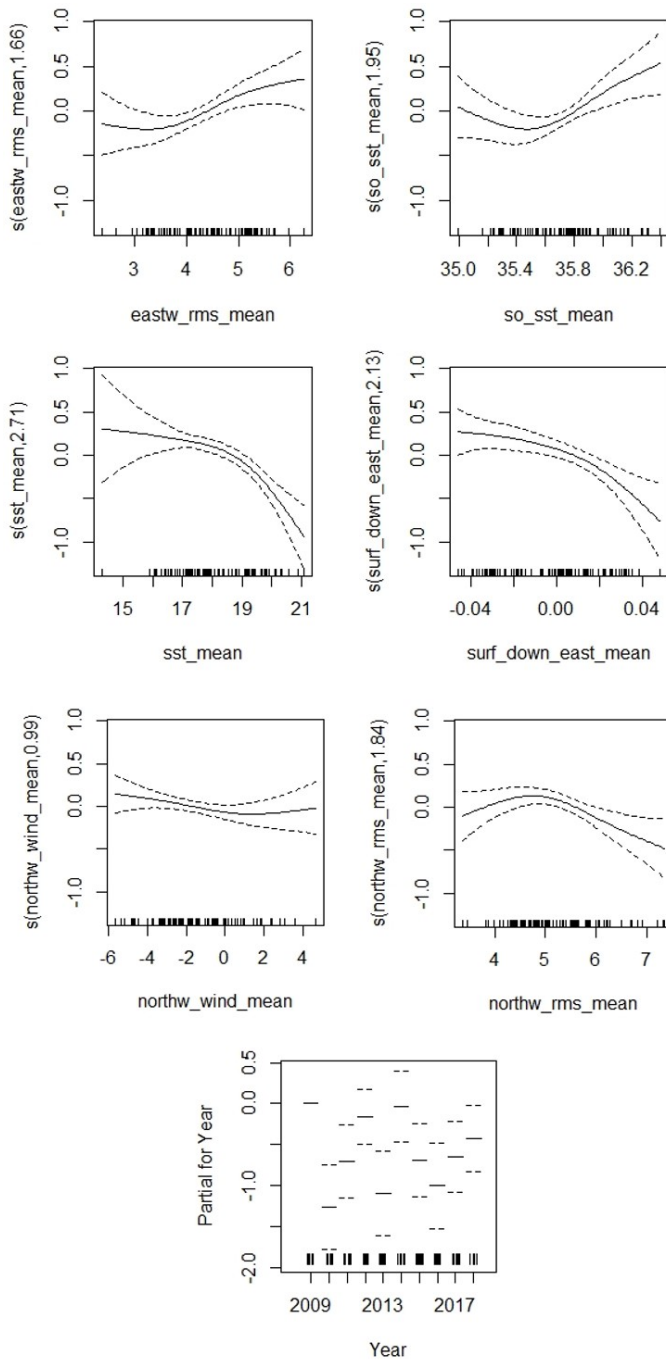 s(eastw_rms_mean,1.66)
1.0
0.5
0.0
-1.0
3 4 5 6
eastw_rms_mean
s(so_sst_mean,1.95)
1.0
0.5
0.0
-1.0
35.0 35.4 35.8 36.2
so_sst_mean
s(sst_mean,2.71)
1.0
0.5
0.0
-1.0
15 17 19 21
sst_mean
s(surf_down_east_mean,2.13)
1.0
0.5
0.0
-1.0
-0.04 0.00 0.04
surf_down_east_mean
s(northw_wind_mean,0.99)
1.0
0.5
0.0
-1.0
-6 -4 -2 0 2 4
northw_wind_mean
s(northw_rms_mean,1.84)
1.0
0.5
0.0
-1.0
4 5 6 7
northw_rms_mean
Partial for Year
0.5
0.0
-1.0
-2.0
2009 2013 2017
Year